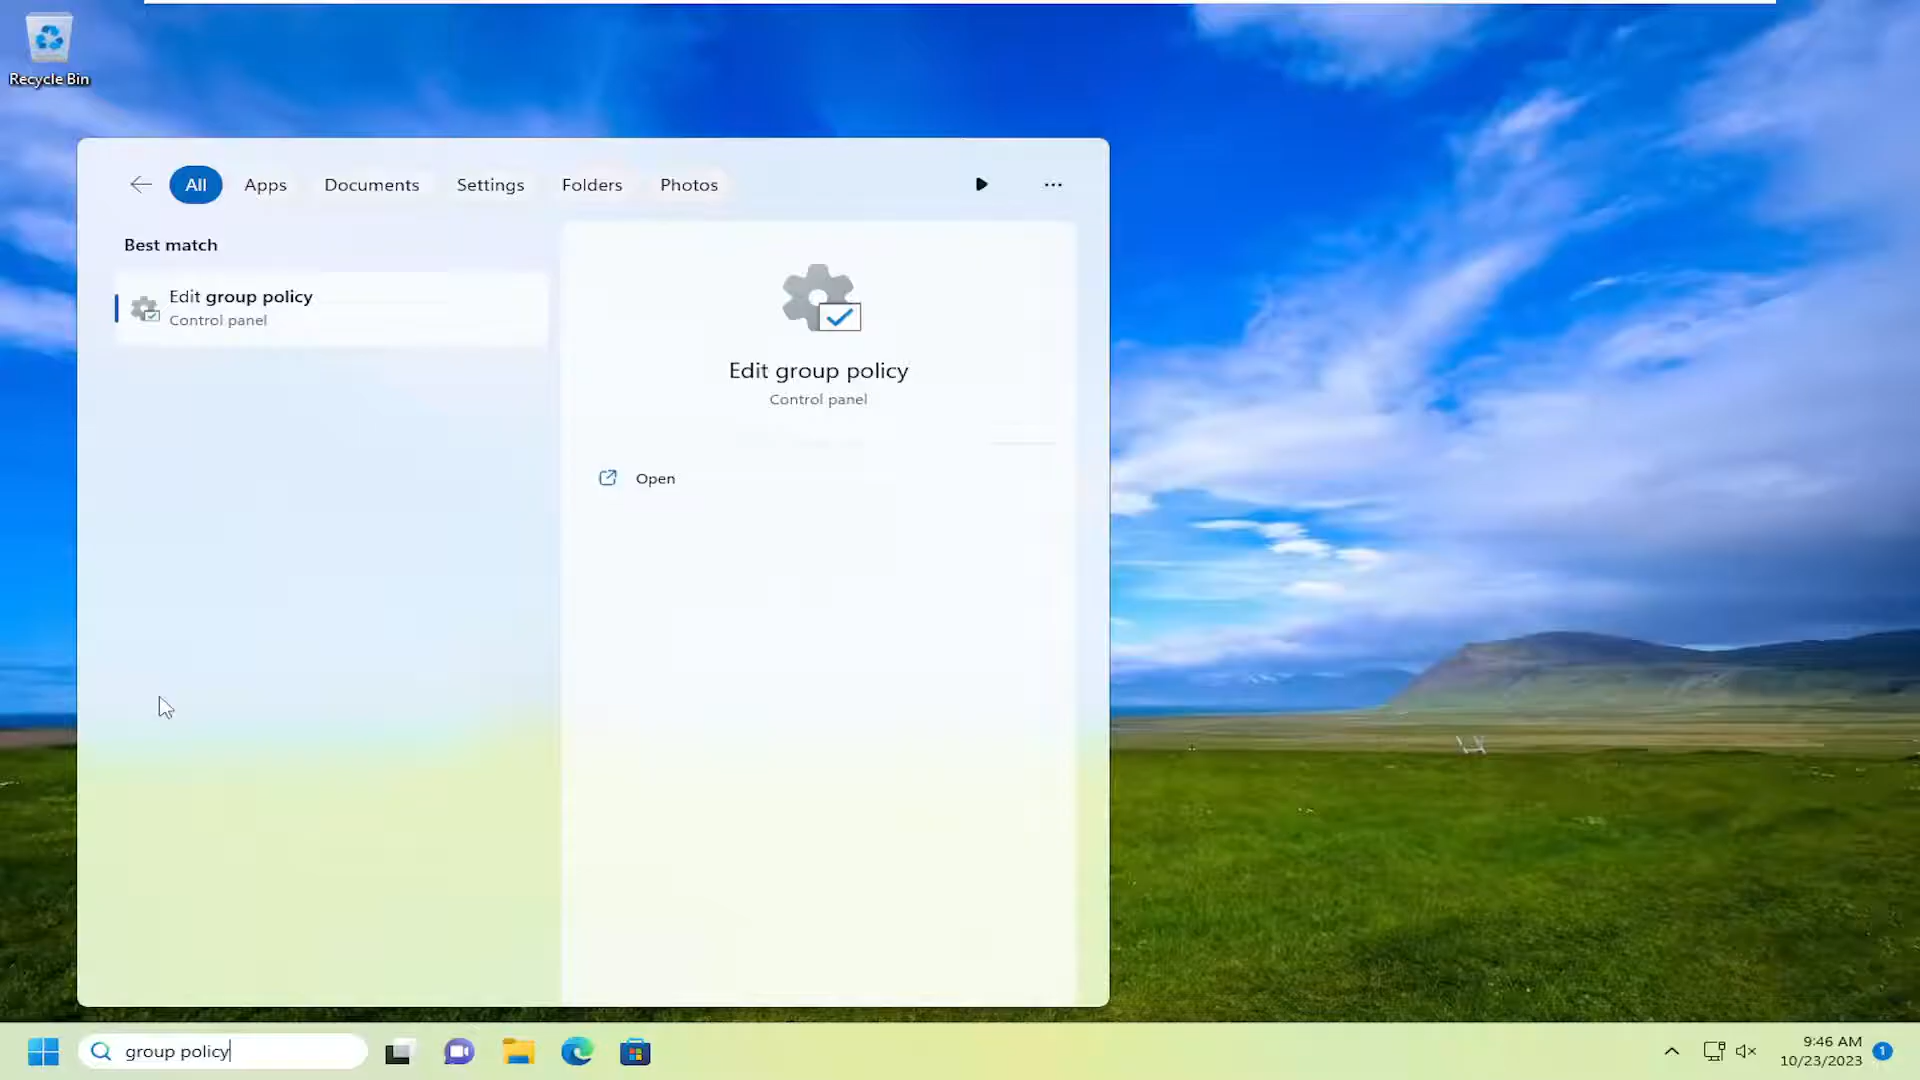 Recycle Bin
All Apps Documents Settings Folders Photos
Best match
Edit group policy
Control panel
Edit group policy
Control panel
Open
group policy
9:46 AM
10/23/2023
1